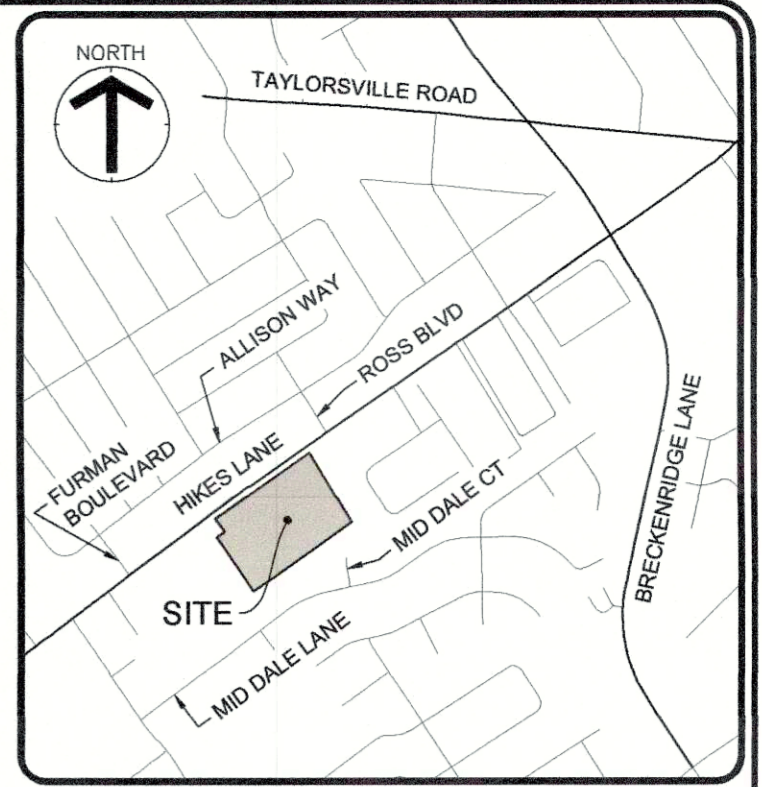 NORTH
TAYLORSVILLE ROAD
ALLISON WAY
ROSS BLVD
FURMAN
BOULEVARD
HIKES LANE
MID DALE CT
BRECKENRIDGE LANE
SITE
MID DALE LANE